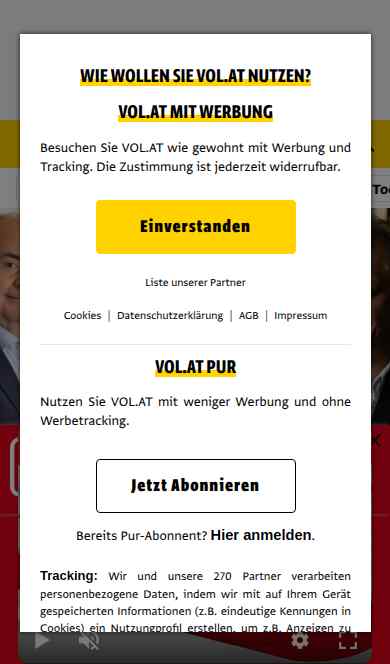 WIE WOLLEN SIE VOL.AT NUTZEN?
VOL.AT MIT WERBUNG
Besuchen Sie VOL.AT wie gewohnt mit Werbung und
Tracking. Die Zustimmung ist jederzeit widerrufbar.
Einverstanden
Liste unserer Partner
Cookies | Datenschutzerklärung | AGB | Impressum
VOL.AT PUR
Nutzen Sie VOL.AT mit weniger Werbung und ohne
Werbetracking.
Jetzt Abonnieren
Bereits Pur-Abonnent? Hier anmelden.
Tracking: Wir und unsere 270 Partner verarbeiten
personenbezogene Daten, indem wir mit auf Ihrem Gerät
gespeicherten Informationen (z.B. eindeutige Kennungen in
Cookies) ein Nutzungprofil erstellen, um z.B. Anzeigen zu